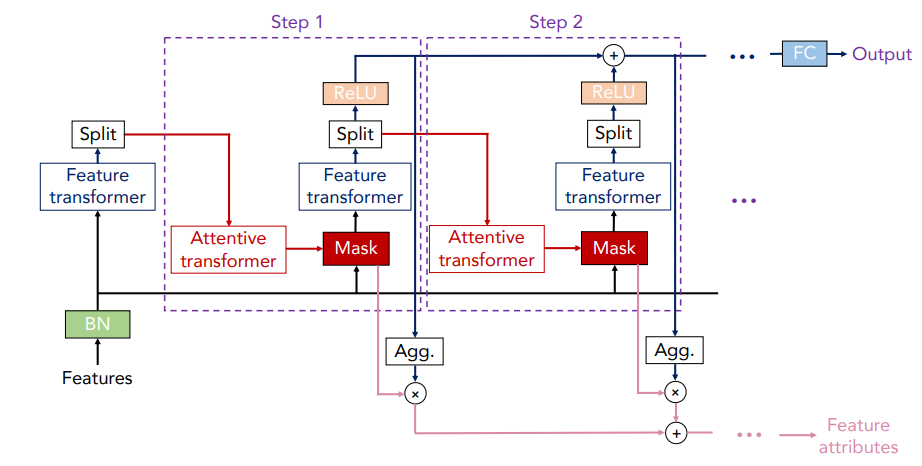 Step 1
Step 2
+
...
FC
Output
ReLU
ReLU
Split
Split
Split
Feature
transformer
Feature
transformer
Feature
transformer
...
Attentive
transformer
Mask
Attentive
transformer
Mask
BN
Features
Agg.
Agg.
×
×
+
...
Feature
attributes